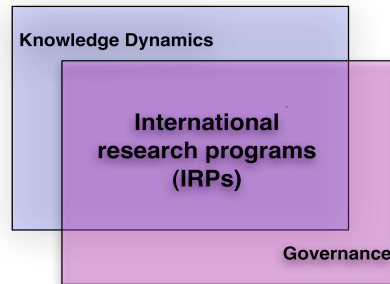 Knowledge Dynamics
International
research programs
(IRPs)
Governance